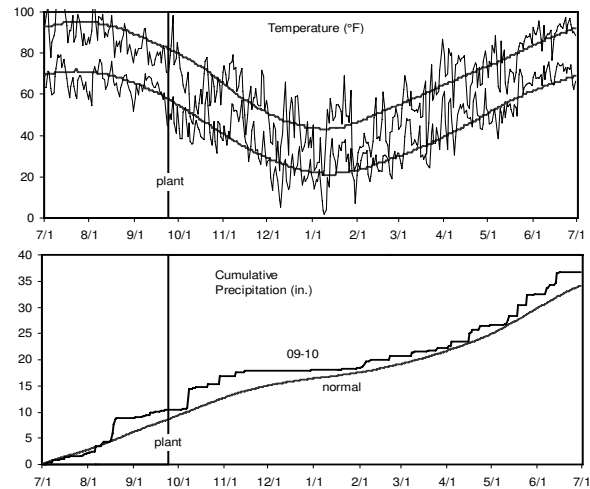 Temperature (°F)
100
80
60
40
20
0
plant
7/1 8/1 9/1 10/1 11/1 12/1 1/1 2/1 3/1 4/1 5/1 6/1 7/1
Cumulative
Precipitation (in.)
40
35
30
25
20
15
10
5
0
09-10
normal
plant
7/1 8/1 9/1 10/1 11/1 12/1 1/1 2/1 3/1 4/1 5/1 6/1 7/1